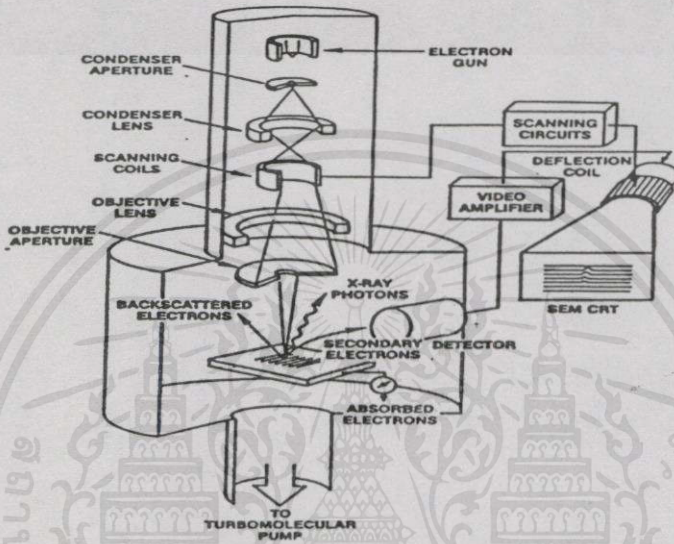 ELECTRON
GUN
CONDENSER
APERTURE
CONDENSER
LENS
SCANNING
COILS
OBJECTIVE
LENS
OBJECTIVE
APERTURE
SCANNING
CIRCUITS
DEFLECTION
COIL
VIDEO
AMPLIFIER
SEM CRT
X-RAY
PHOTONS
BACKSCATTERED
ELECTRONS
SECONDARY
ELECTRONS
DETECTOR
ABSORBED
ELECTRONS
TO
TURBOMOLECULAR
PUMP